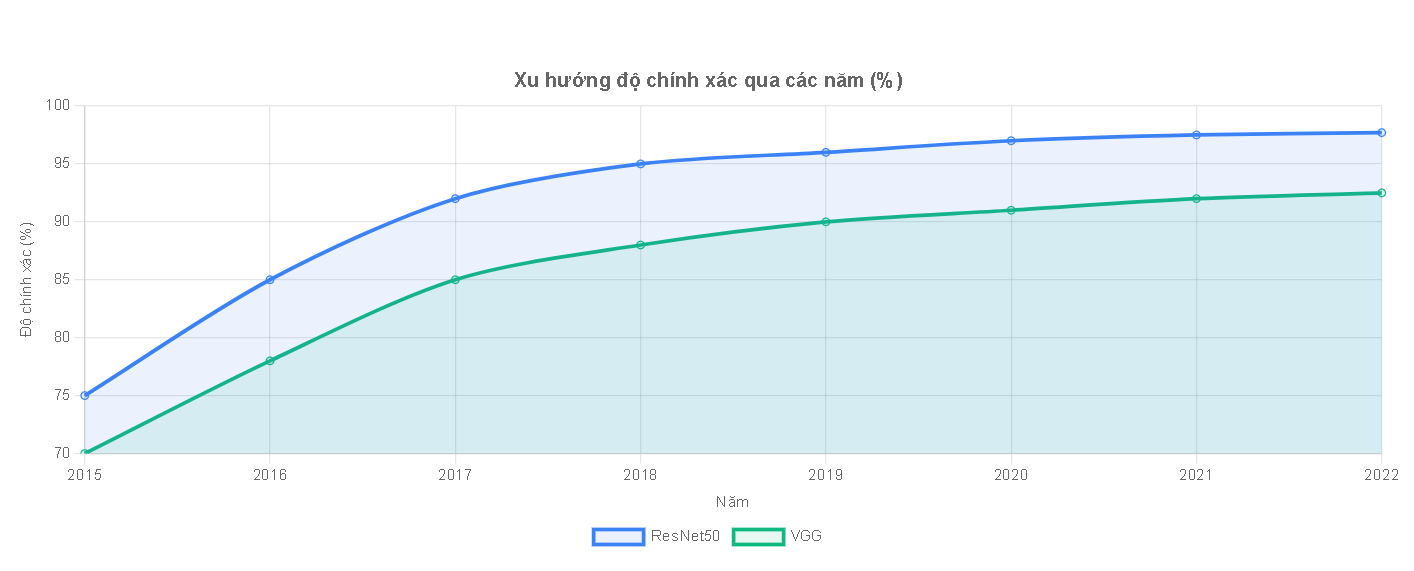 Xu hướng độ chính xác qua các năm (%)
Độ chính xác (%)
100
95
90
85
80
75
70
2015 2016 2017 2018 2019 2020 2021 2022
Năm
ResNet50 VGG